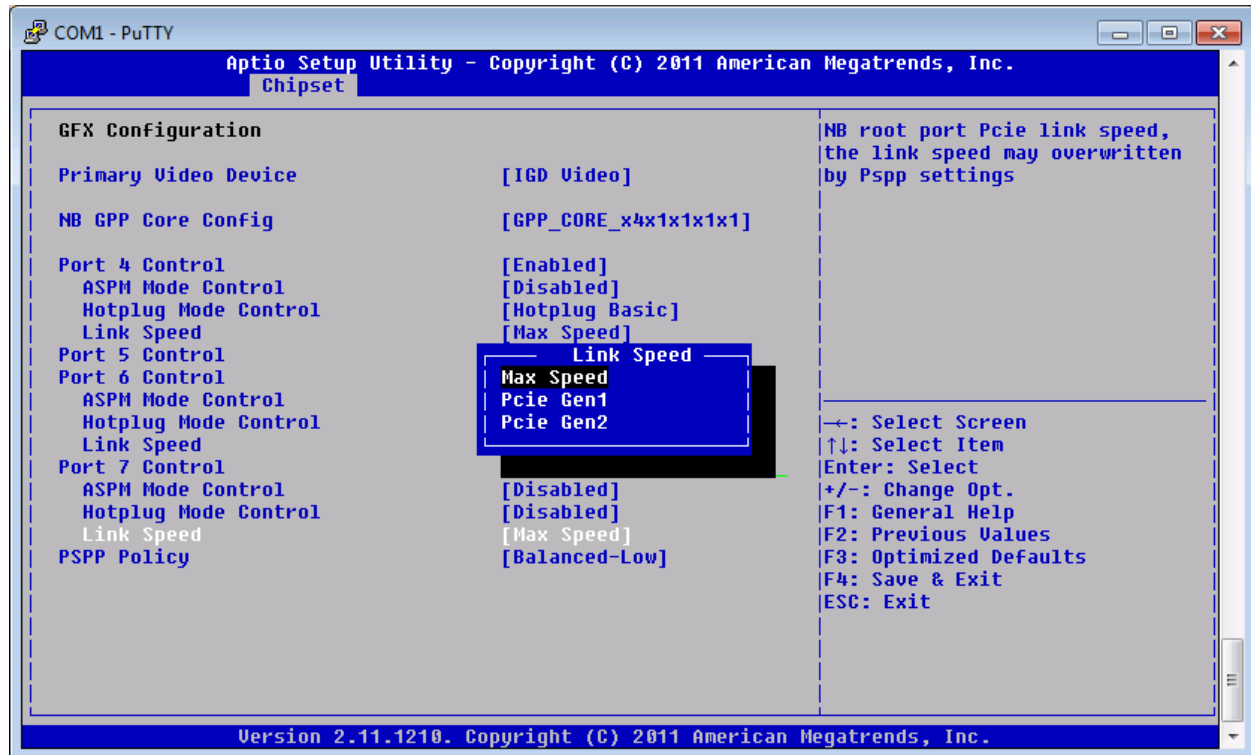 COM1 - PuTTY
Aptio Setup Utility – Copyright (C) 2011 American Megatrends, Inc.
Chipset
GFX Configuration
NB root port Pcie link speed,
the link speed may overwritten
Primary Video Device [IGD Video] by Pspp settings
NB GPP Core Config [GPP_CORE_x4x1x1x1x1]
Port 4 Control [Enabled]
ASPM Mode Control [Disabled]
Hotplug Mode Control [Hotplug Basic]
Link Speed [Max Speed]
Port 5 Control
Link Speed
Port 6 Control
Max Speed
ASPM Mode Control
Pcie Gen1
Hotplug Mode Control
Pcie Gen2
→←: Select Screen
Link Speed
↑↓: Select Item
Port 7 Control
Enter: Select
ASPM Mode Control [Disabled] +/-: Change Opt.
Hotplug Mode Control [Disabled] F1: General Help
Link Speed [Max Speed] F2: Previous Values
PSPP Policy [Balanced-Low] F3: Optimized Defaults
F4: Save & Exit
ESC: Exit
Version 2.11.1210. Copyright (C) 2011 American Megatrends, Inc.